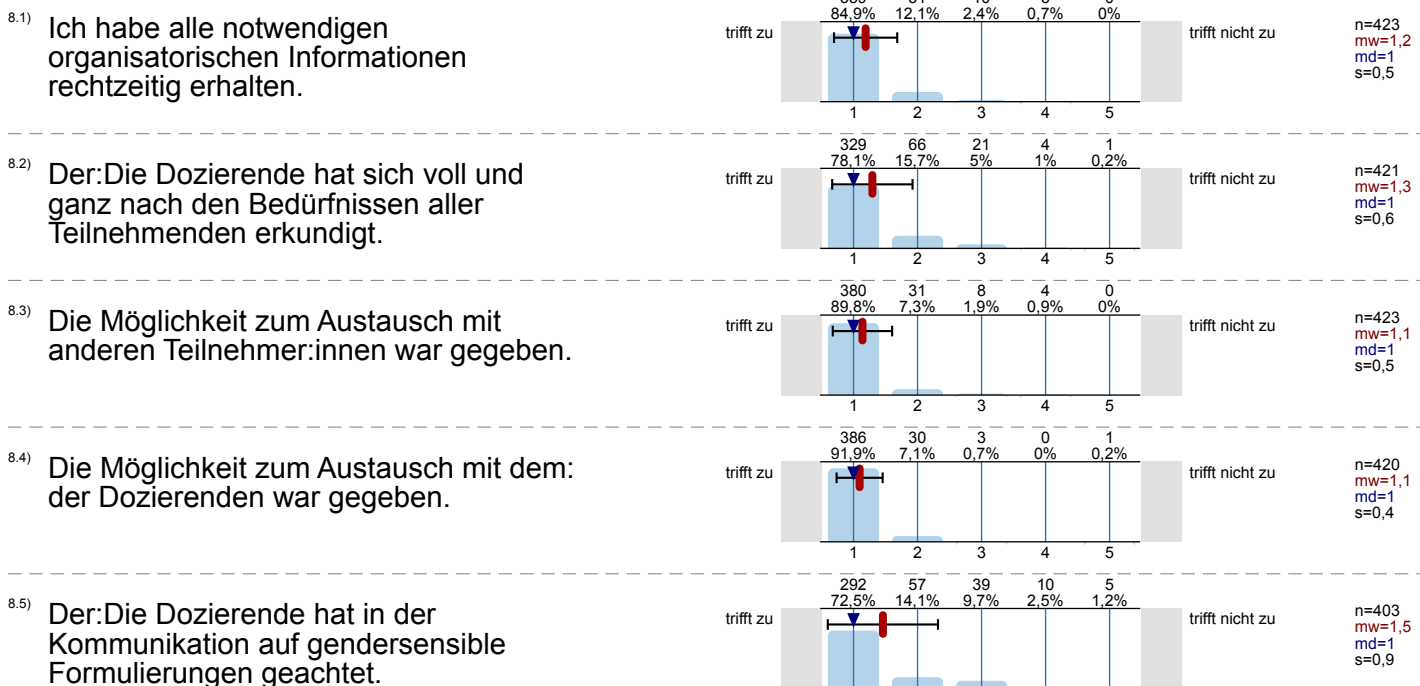 84,9% 12,1% 2,4% 0,7% 0%
8.1) Ich habe alle notwendigen
organisatorischen Informationen
rechtzeitig erhalten.
trifft zu
trifft nicht zu
n=423
mw=1,2
md=1
s=0,5
1 2 3 4 5
8.2) Der:Die Dozierende hat sich voll und
ganz nach den Bedürfnissen aller
Teilnehmenden erkundigt.
329 66 21 4 1
78,1% 15,7% 5% 1% 0,2%
trifft zu
trifft nicht zu
n=421
mw=1,3
md=1
s=0,6
1 2 3 4 5
8.3) Die Möglichkeit zum Austausch mit
anderen Teilnehmer:innen war gegeben.
380 31 8 4 0
89,8% 7,3% 1,9% 0,9% 0%
trifft zu
trifft nicht zu
n=423
mw=1,1
md=1
s=0,5
1 2 3 4 5
8.4) Die Möglichkeit zum Austausch mit dem:
der Dozierenden war gegeben.
386 30 3 0 1
91,9% 7,1% 0,7% 0% 0,2%
trifft zu
trifft nicht zu
n=420
mw=1,1
md=1
s=0,4
1 2 3 4 5
8.5) Der:Die Dozierende hat in der
Kommunikation auf gendersensible
Formulierungen geachtet.
292 57 39 10 5
72,5% 14,1% 9,7% 2,5% 1,2%
trifft zu
trifft nicht zu
n=403
mw=1,5
md=1
s=0,9